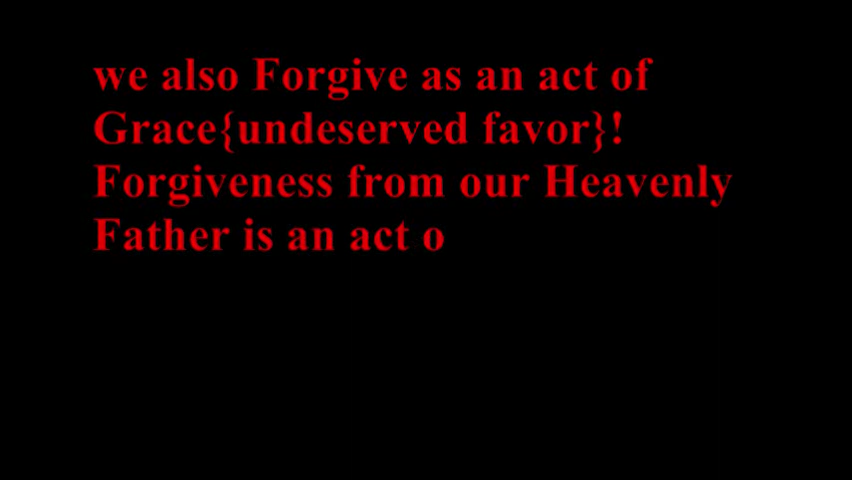 we also Forgive as an act of
Grace{undeserved favor}!
Forgiveness from our Heavenly
Father is an act o